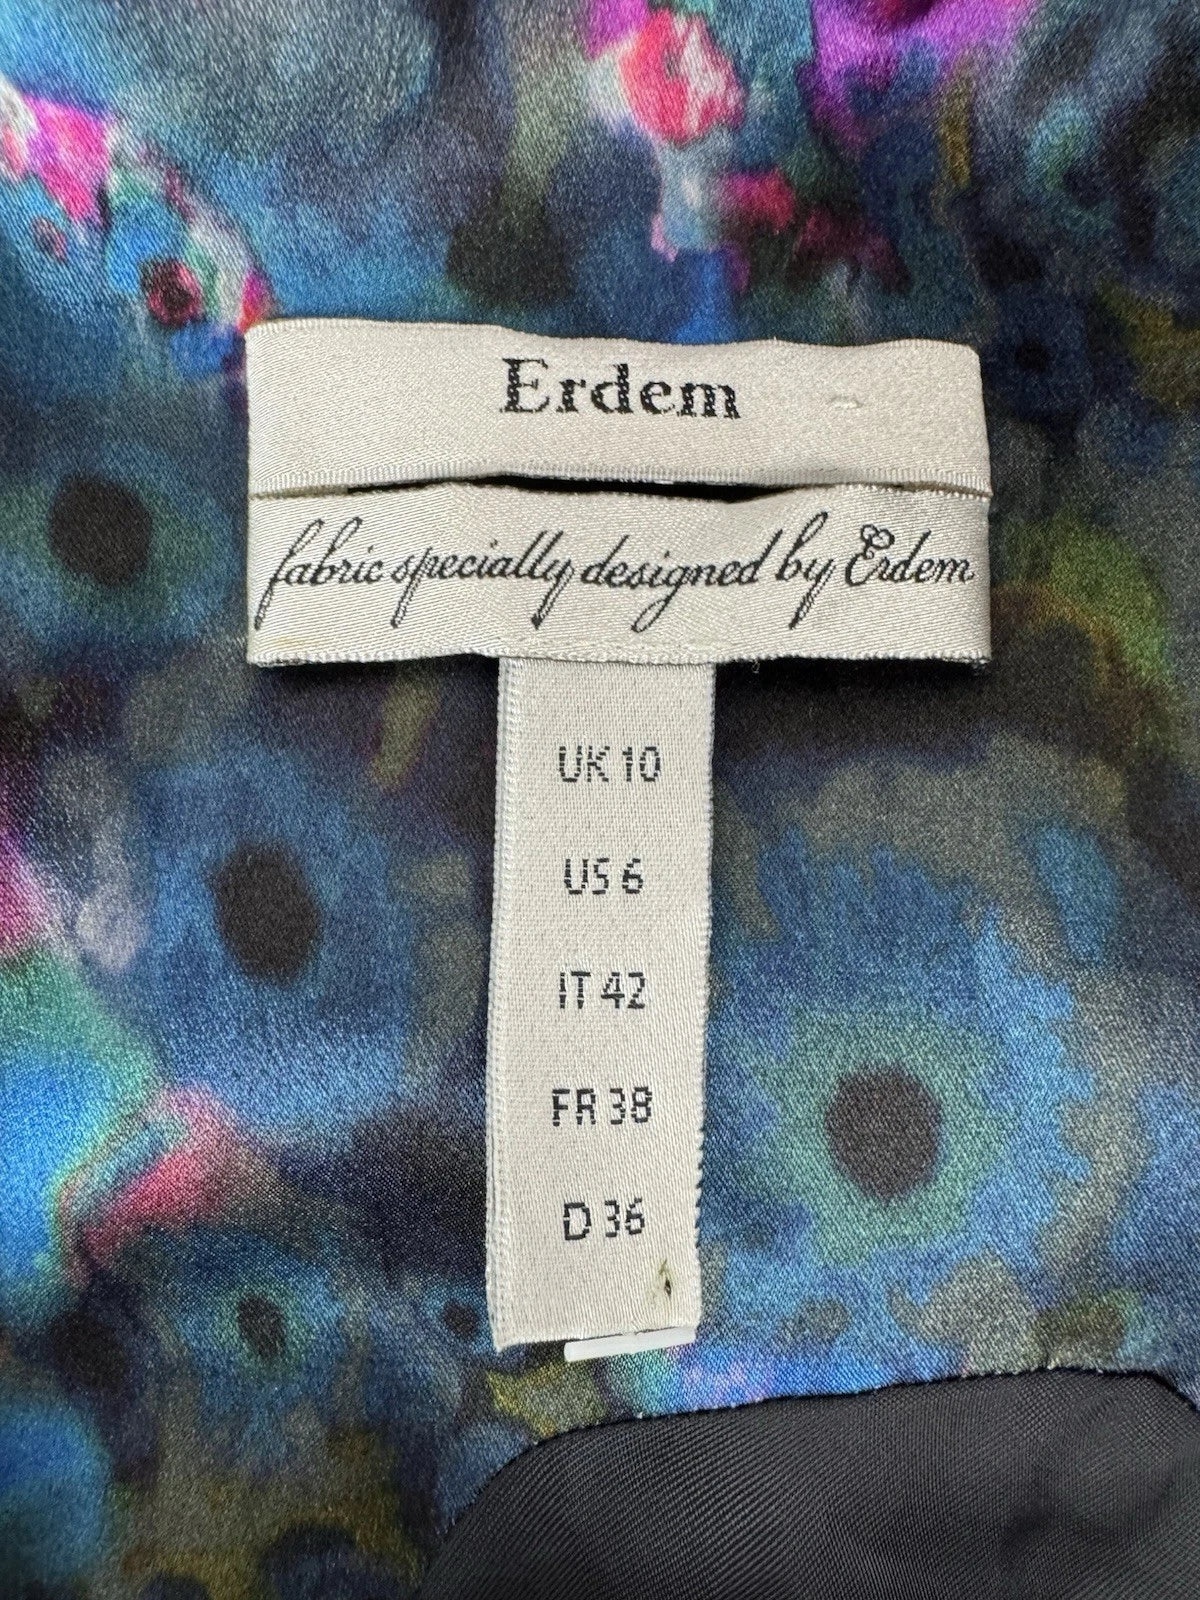 Erdem
fabric specially designed by Erdem
UK 10
US 6
IT 42
FR 38
D 36